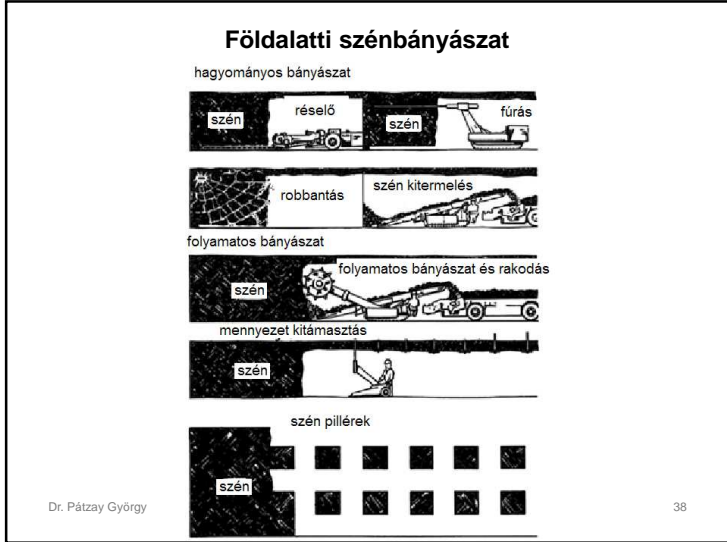 Földalatti szénbányászat
hagyományos bányászat
szén
réselő
szén
fúrás
robbantás
szén kitermelés
folyamatos bányászat
szén
folyamatos bányászat és rakodás
mennyezet kitámasztás
szén
szén pillérek
szén
Dr. Pátzay György
38